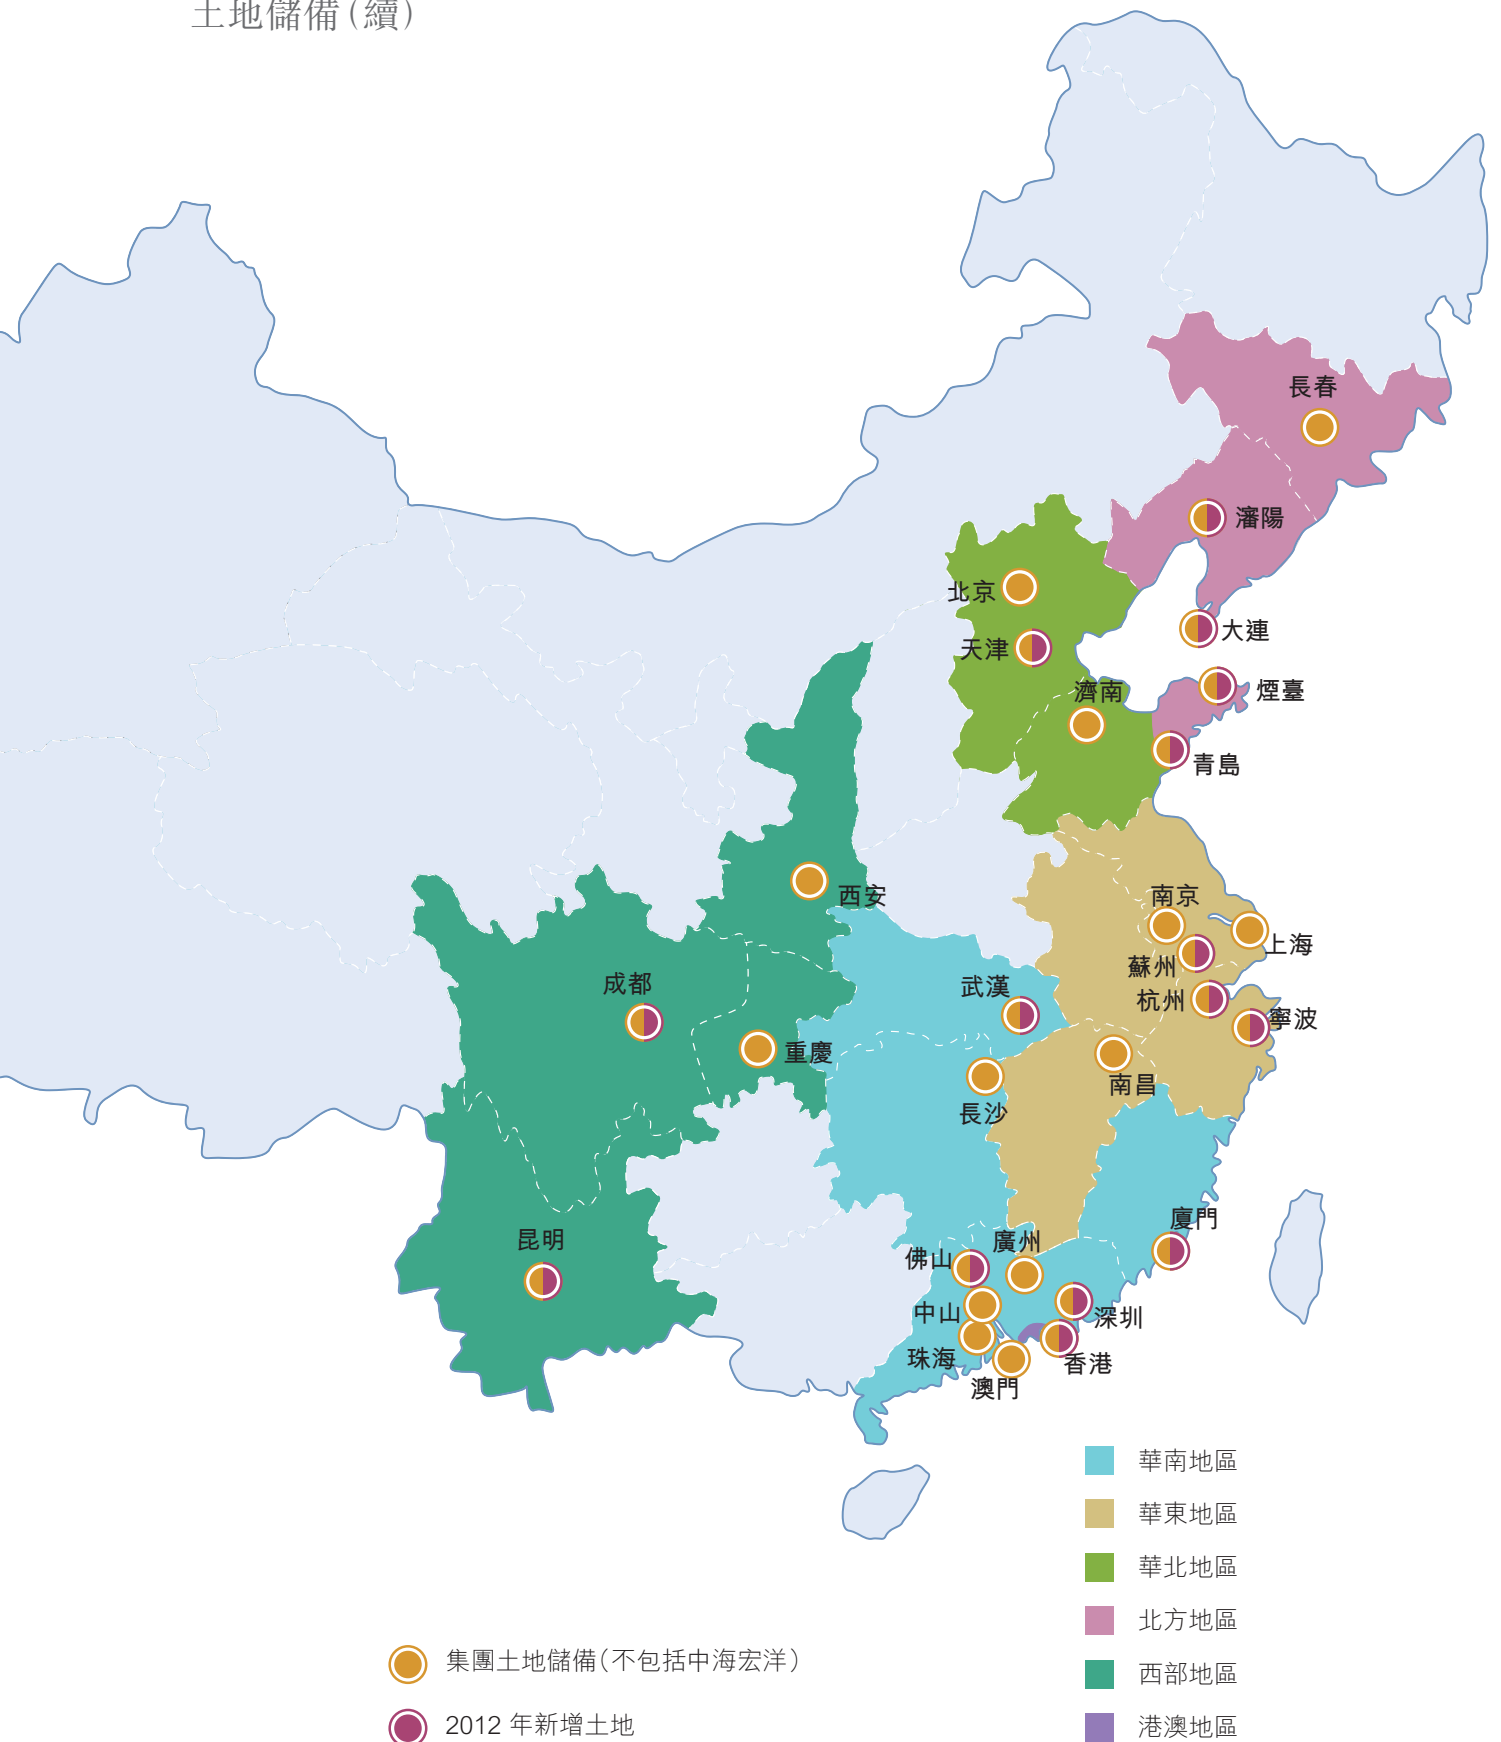 土地儲備（續）
長春
瀋陽
北京
大連
天津
煙臺
濟南
青島
西安
南京
上海
蘇州
成都
武漢
杭州
寧波
重慶
南昌
長沙
廈門
昆明
廣州
佛山
中山
深圳
珠海
香港
澳門
華南地區
華東地區
華北地區
北方地區
集團土地儲備（不包括中海宏洋）
西部地區
2012 年新增土地
港澳地區